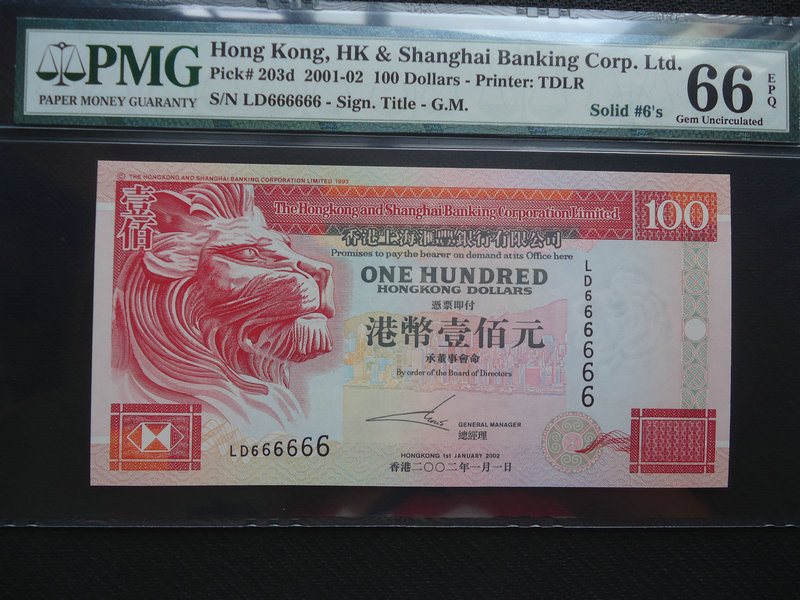 PMG
PAPER MONEY GUARANTY
Hong Kong, HK & Shanghai Banking Corp. Ltd.
Pick# 203d 2001-02 100 Dollars - Printer: TDLR
S/N LD666666 - Sign. Title - G.M.
Solid #6's
66
EPQ
Gem Uncirculated
© THE HONGKONG AND SHANGHAI BANKING CORPORATION LIMITED 1993
壹佰
The Hongkong and Shanghai Banking Corporation Limited
100
香港上海滙豐銀行有限公司
Promises to pay the bearer on demand at its Office here
ONE HUNDRED
HONGKONG DOLLARS
憑票即付
港幣壹佰元
承董事會命
By order of the Board of Directors
LD666666
GENERAL MANAGER
總經理
LD666666
HONGKONG 1st JANUARY 2002
香港二〇〇二年一月一日